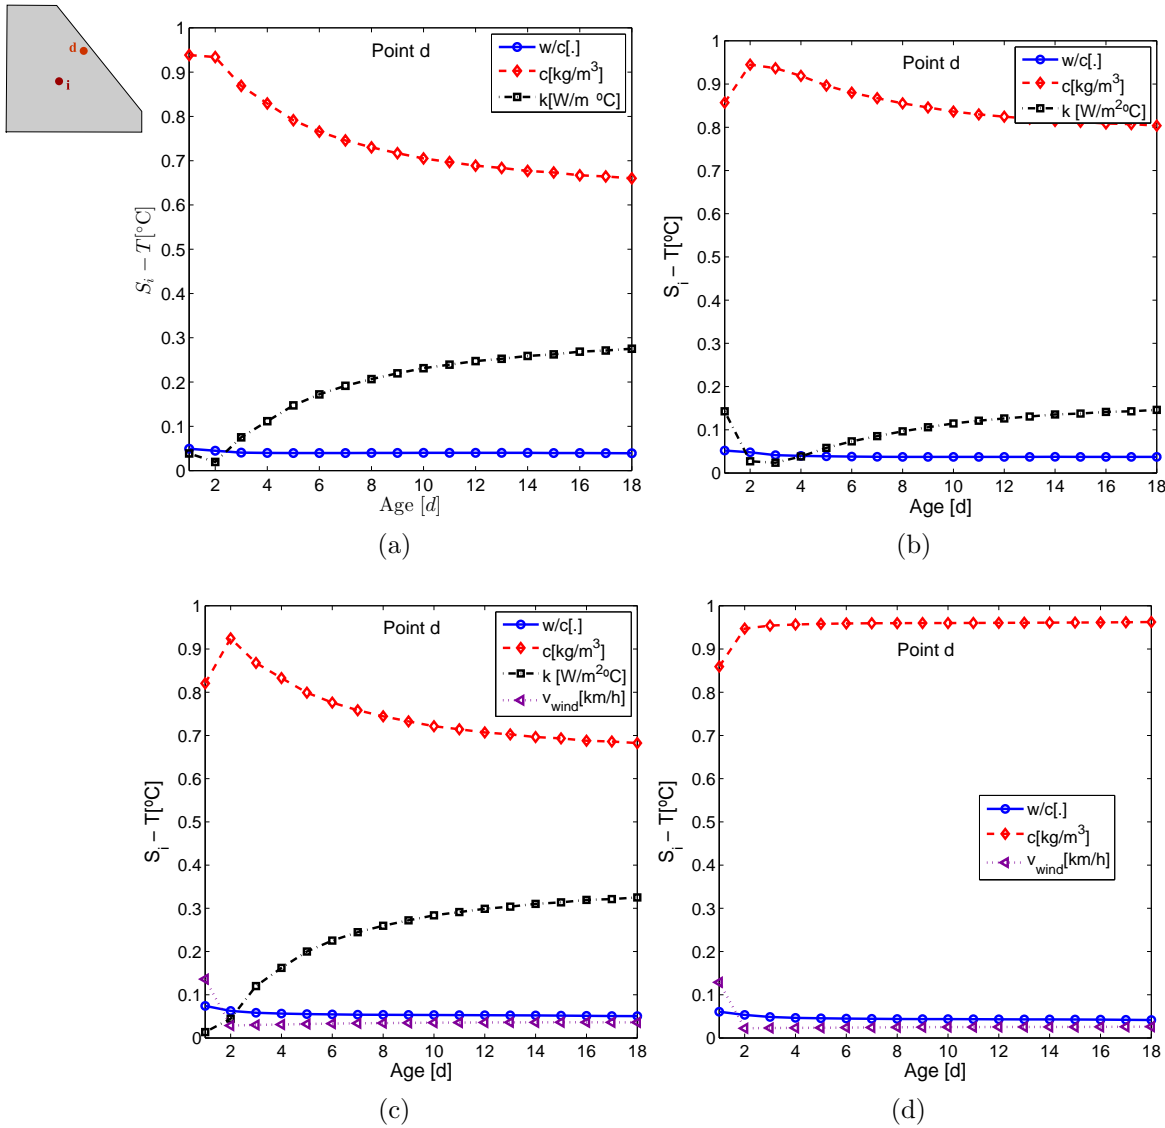 d
i
Point d
w/c[.]
c[kg/m³]
k[W/m ºC]
1
0.9
0.8
0.7
0.6
0.5
0.4
0.3
0.2
0.1
0
S_i − T[°C]
2 4 6 8 10 12 14 16 18
Age [d]
(a)
Point d
w/c[.]
c[kg/m³]
k [W/m²ºC]
1
0.9
0.8
0.7
0.6
0.5
0.4
0.3
0.2
0.1
0
S_i − T[ºC]
2 4 6 8 10 12 14 16 18
Age [d]
(b)
Point d
w/c[.]
c[kg/m³]
k [W/m²ºC]
v_wind[km/h]
1
0.9
0.8
0.7
0.6
0.5
0.4
0.3
0.2
0.1
0
S_i − T[ºC]
2 4 6 8 10 12 14 16 18
Age [d]
(c)
Point d
w/c[.]
c[kg/m³]
v_wind[km/h]
1
0.9
0.8
0.7
0.6
0.5
0.4
0.3
0.2
0.1
0
S_i − T[ºC]
2 4 6 8 10 12 14 16 18
Age [d]
(d)